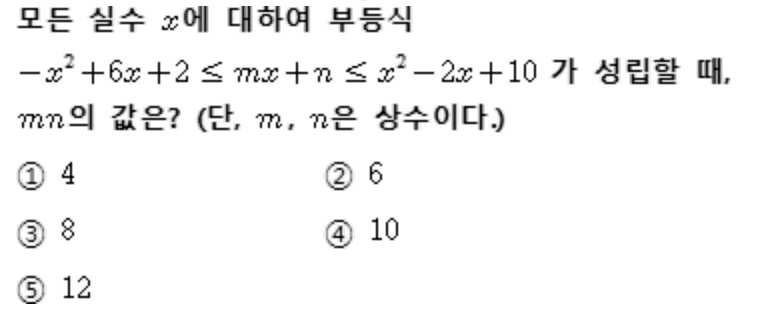 모든 실수 x에 대하여 부등식
−x²+6x+2 ≤ mx+n ≤ x²−2x+10 가 성립할 때,
mn의 값은? (단, m, n은 상수이다.)
① 4 ② 6
③ 8 ④ 10
⑤ 12